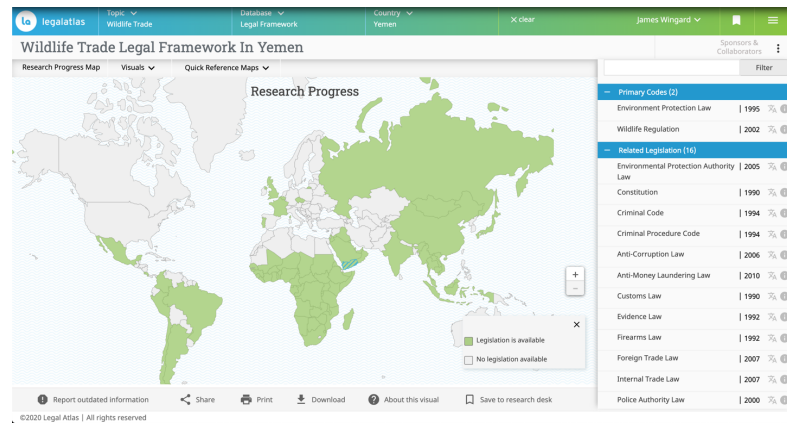 la legalatlas
Topic
Wildlife Trade
Database
Legal Framework
Country
Yemen
X clear
James Wingard
Wildlife Trade Legal Framework In Yemen
Sponsors &
Collaborators
Research Progress Map Visuals Quick Reference Maps
Filter
Research Progress
Primary Codes (2)
Environment Protection Law | 1995
Wildlife Regulation | 2002
Related Legislation (16)
Environmental Protection Authority | 2005
Law
Constitution | 1990
Criminal Code | 1994
Criminal Procedure Code | 1994
Anti-Corruption Law | 2006
Anti-Money Laundering Law | 2010
Customs Law | 1990
Evidence Law | 1992
Firearms Law | 1992
Foreign Trade Law | 2007
Internal Trade Law | 2007
Police Authority Law | 2000
+
−
Legislation is available
No legislation available
Report outdated information Share Print Download About this visual Save to research desk
©2020 Legal Atlas | All rights reserved